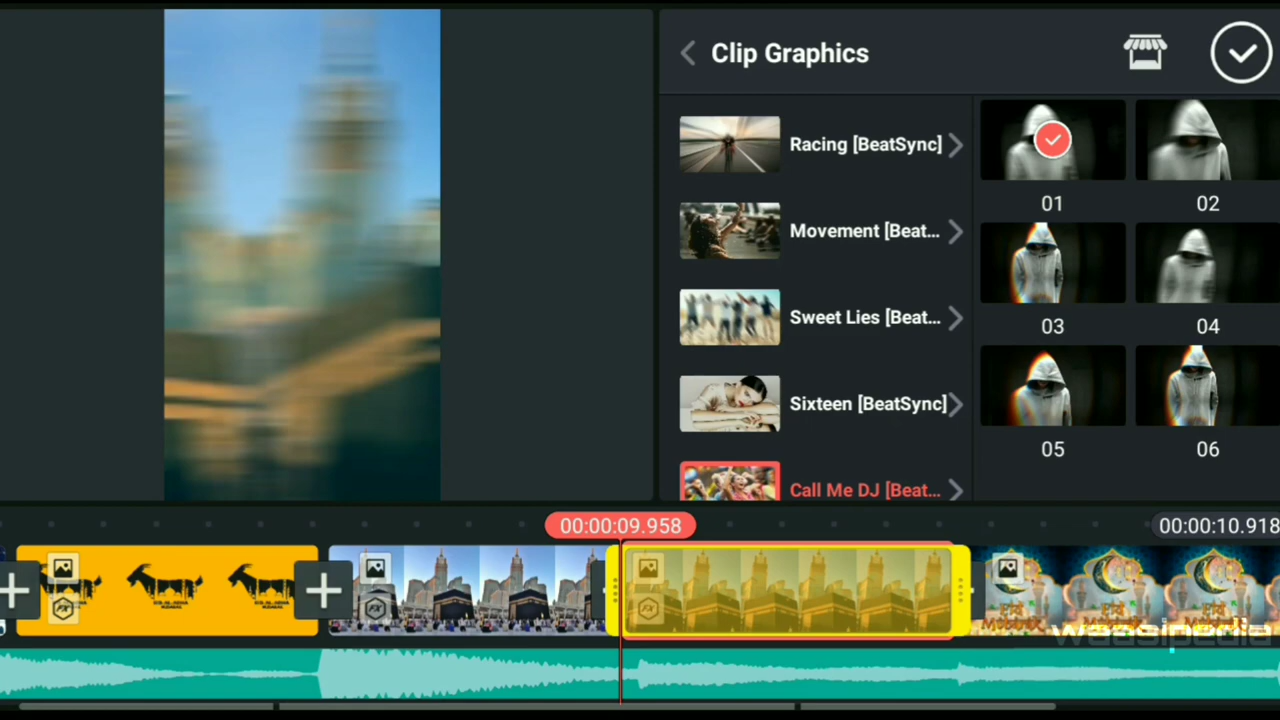 Clip Graphics
Racing [BeatSync]
Movement [Beat...
Sweet Lies [Beat...
Sixteen [BeatSync]
Call Me DJ [Beat...
01
02
03
04
05
06
00:00:09.958
00:00:10.918
waesipedia